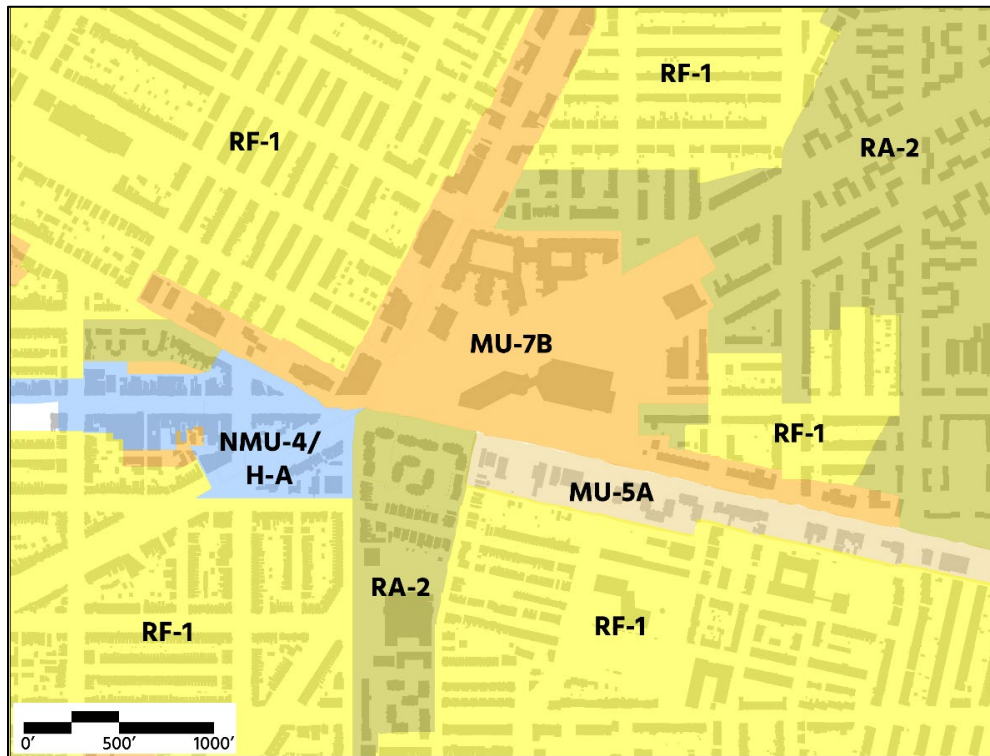 RF-1
RA-2
RF-1
MU-7B
NMU-4/
H-A
RF-1
MU-5A
RA-2
RF-1
RF-1
0' 500' 1000'